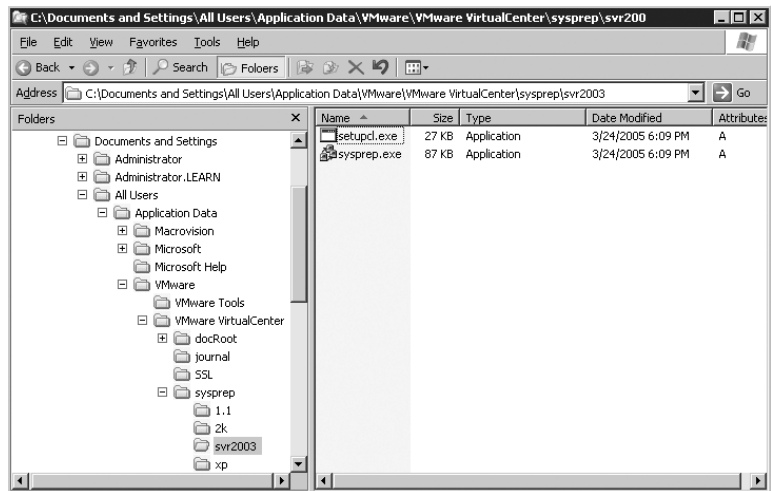 C:\Documents and Settings\All Users\Application Data\VMware\VMware VirtualCenter\sysprep\svr200
File Edit View Favorites Tools Help
Back Search Folders
Address C:\Documents and Settings\All Users\Application Data\VMware\VMware VirtualCenter\sysprep\svr2003 Go
Folders x Name Size Type Date Modified Attributes
Documents and Settings
Administrator
Administrator.LEARN
All Users
Application Data
Macrovision
Microsoft
Microsoft Help
VMware
VMware Tools
VMware VirtualCenter
docRoot
journal
SSL
sysprep
1.1
2k
svr2003
xp
setupcl.exe 27 KB Application 3/24/2005 6:09 PM A
sysprep.exe 87 KB Application 3/24/2005 6:09 PM A